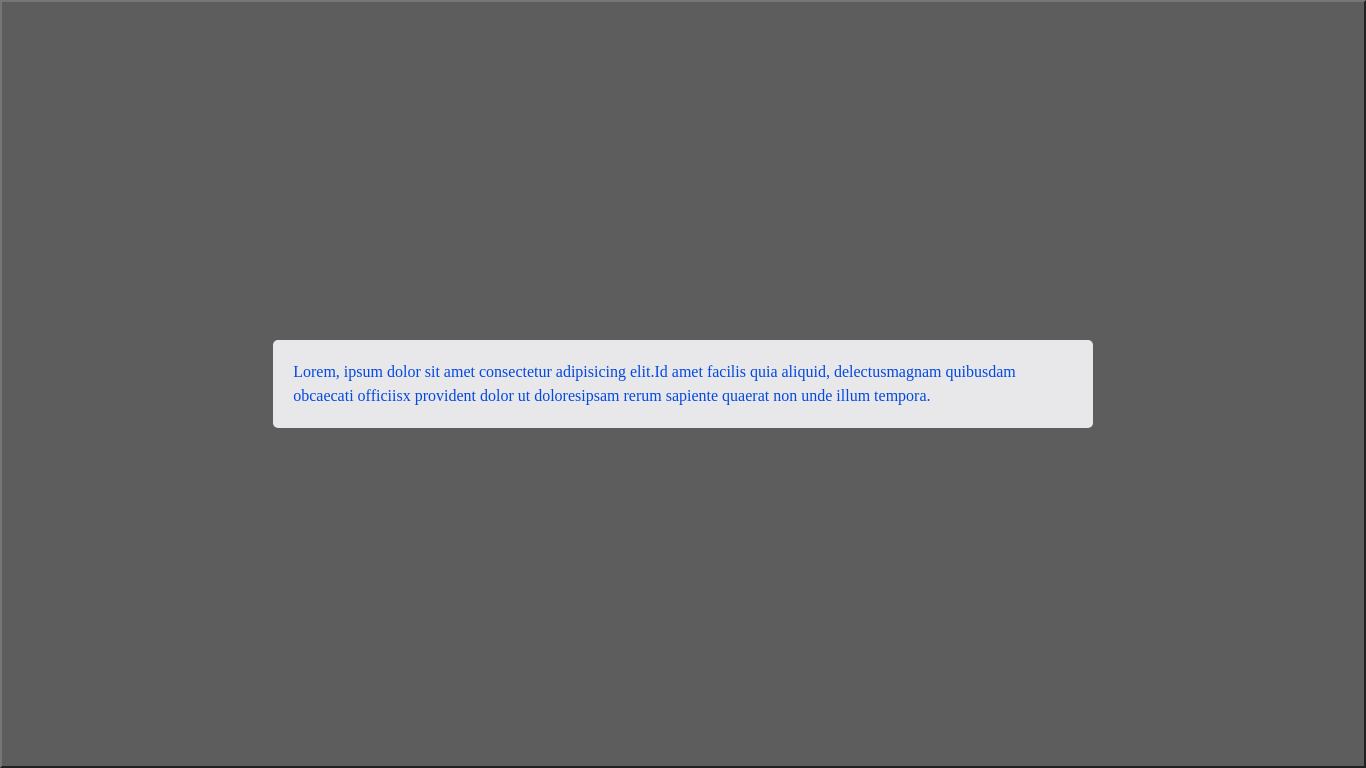 Lorem, ipsum dolor sit amet consectetur adipisicing elit.Id amet facilis quia aliquid, delectusmagnam quibusdam
obcaecati officiisx provident dolor ut doloresipsam rerum sapiente quaerat non unde illum tempora.